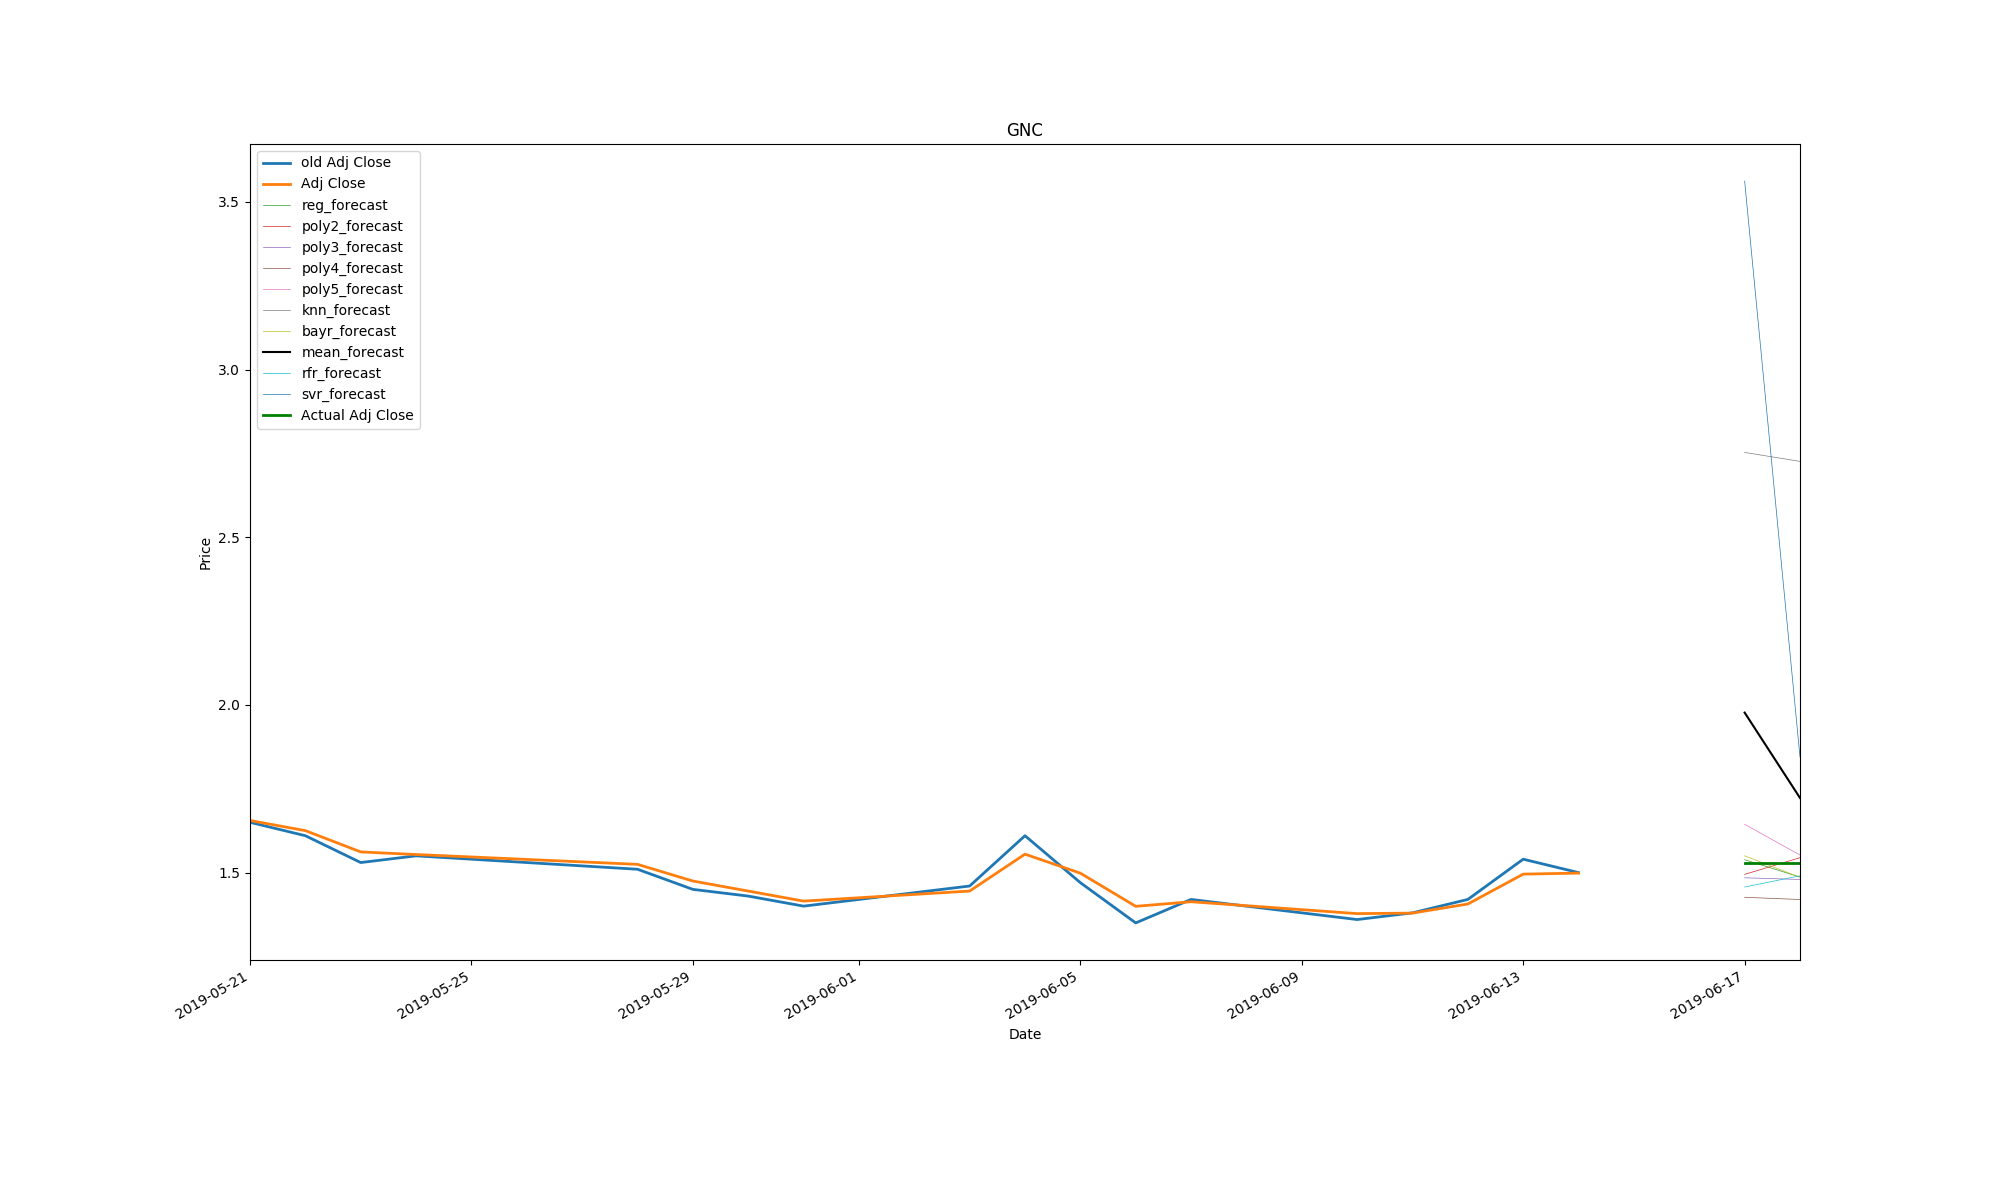 GNC
old Adj Close
Adj Close
reg_forecast
poly2_forecast
poly3_forecast
poly4_forecast
poly5_forecast
knn_forecast
bayr_forecast
mean_forecast
rfr_forecast
svr_forecast
Actual Adj Close
3.5
3.0
2.5
2.0
1.5
Price
2019-05-21
2019-05-25
2019-05-29
2019-06-01
2019-06-05
2019-06-09
2019-06-13
2019-06-17
Date